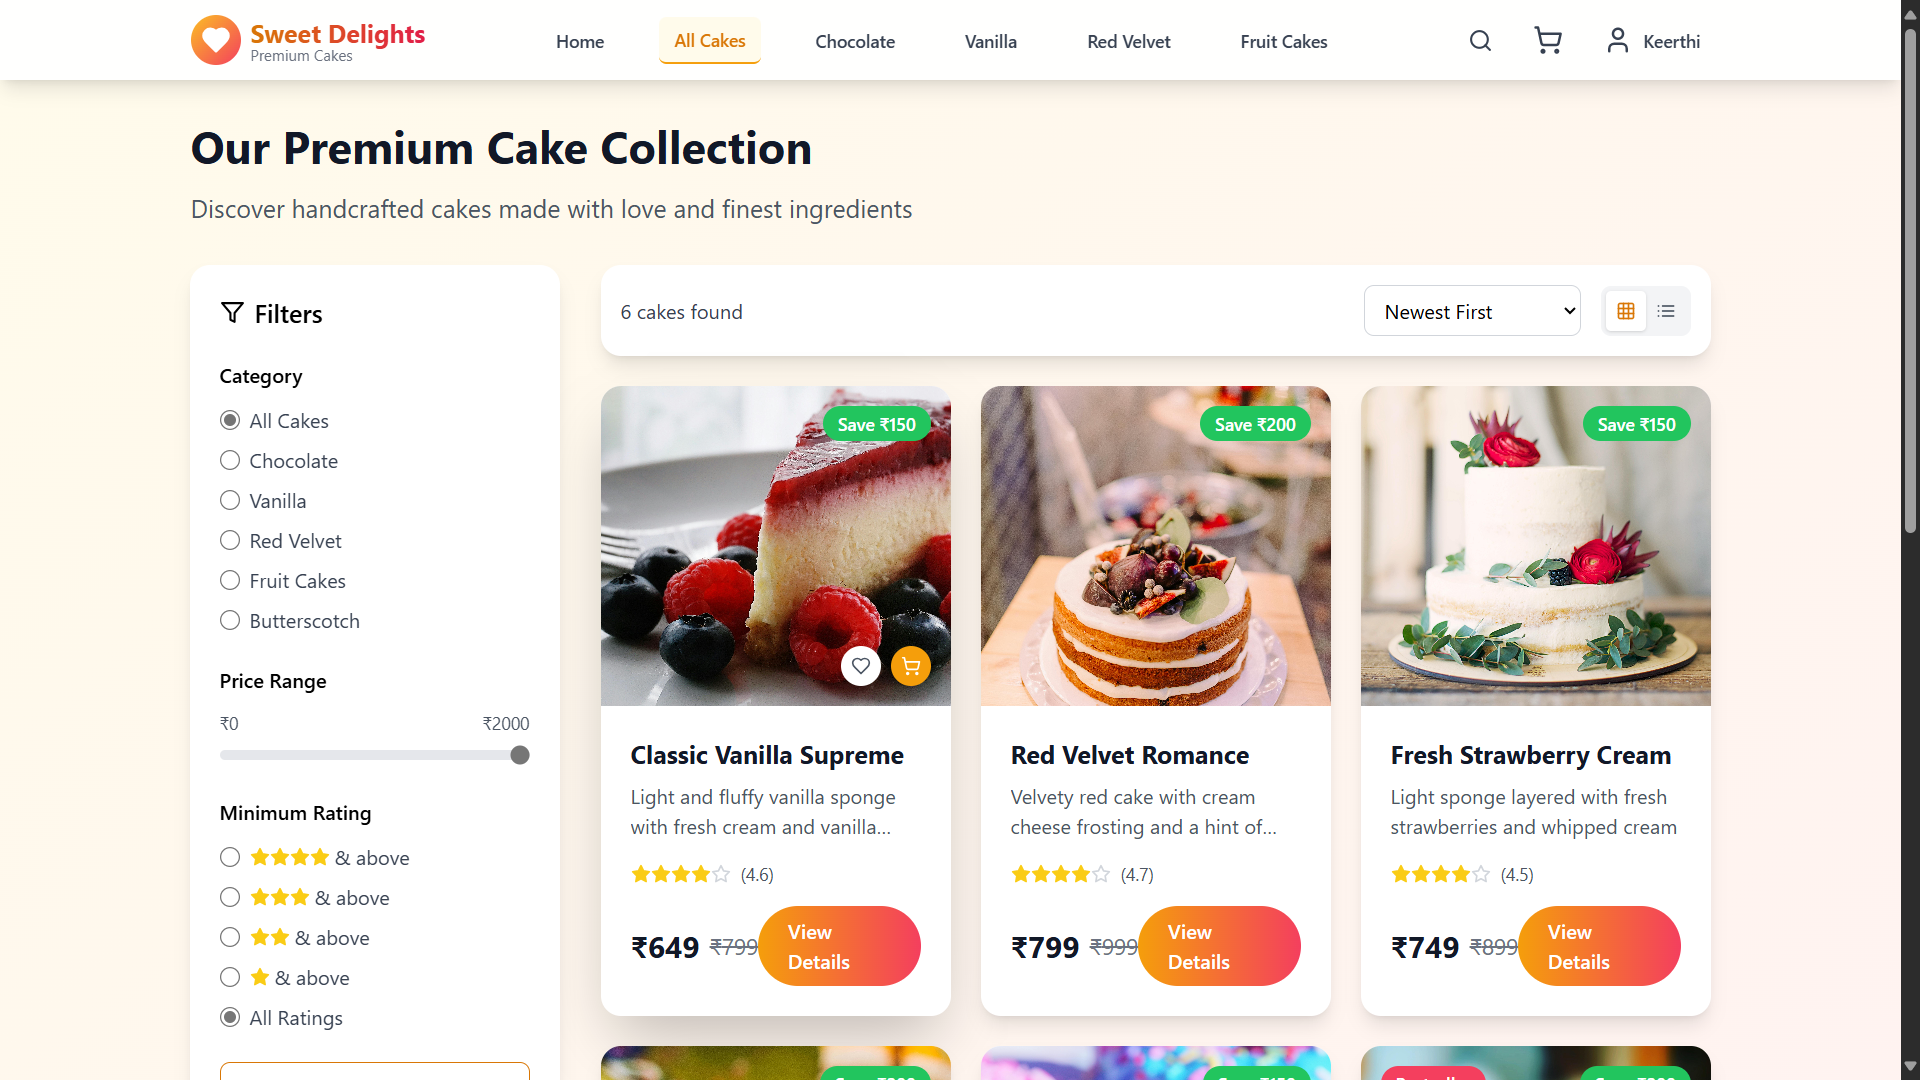 Sweet Delights
Premium Cakes
Home
All Cakes
Chocolate
Vanilla
Red Velvet
Fruit Cakes
Keerthi
Our Premium Cake Collection
Discover handcrafted cakes made with love and finest ingredients
Filters
Category
All Cakes
Chocolate
Vanilla
Red Velvet
Fruit Cakes
Butterscotch
Price Range
₹0
₹2000
Minimum Rating
& above
& above
& above
& above
All Ratings
6 cakes found
Newest First
Save ₹150
Classic Vanilla Supreme
Light and fluffy vanilla sponge
with fresh cream and vanilla...
(4.6)
₹649 ₹799
View
Details
Save ₹200
Red Velvet Romance
Velvety red cake with cream
cheese frosting and a hint of...
(4.7)
₹799 ₹999
View
Details
Save ₹150
Fresh Strawberry Cream
Light sponge layered with fresh
strawberries and whipped cream
(4.5)
₹749 ₹899
View
Details